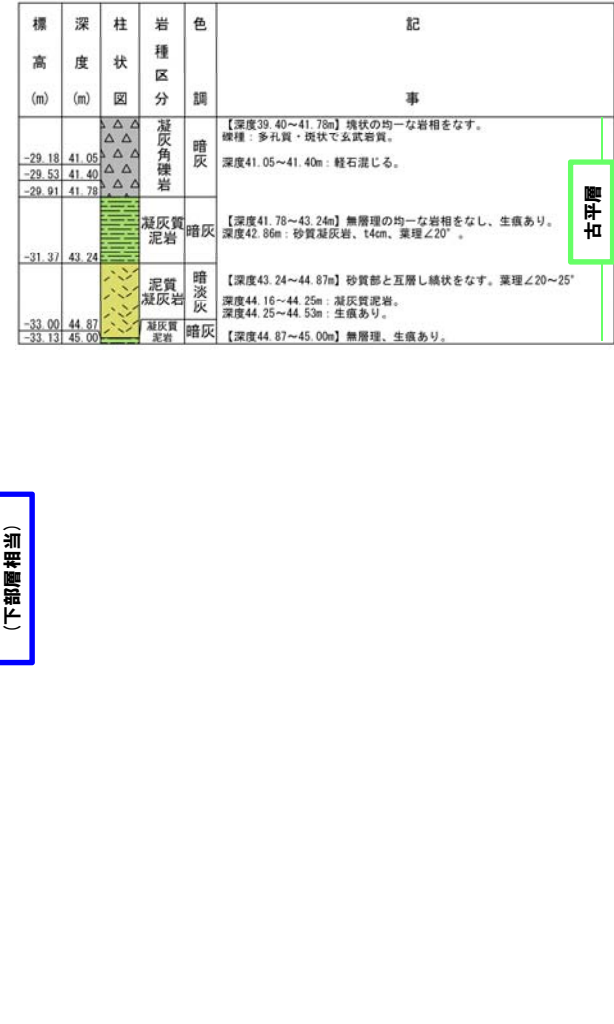 標高(m) 深度(m) 柱状図 岩種区分 色調 記事
凝灰角礫岩
暗灰
【深度39.40～41.78m】塊状の均一な岩相をなす。
礫種：多孔質・斑状で玄武岩質。
深度41.05～41.40m：軽石混じる。
-29.18 41.05
-29.53 41.40
-29.91 41.78
凝灰質泥岩
暗灰
【深度41.78～43.24m】無層理の均一な岩相をなし、生痕あり。
深度42.86m：砂質凝灰岩、t4cm、葉理∠20°。
-31.37 43.24
泥質凝灰岩
暗淡灰
【深度43.24～44.87m】砂質部と互層し縞状をなす。葉理∠20～25°
深度44.16～44.25m：凝灰質泥岩。
深度44.25～44.53m：生痕あり。
-33.00 44.87
凝灰質泥岩
暗灰
【深度44.87～45.00m】無層理、生痕あり。
-33.13 45.00
古平層
(下部層相当)